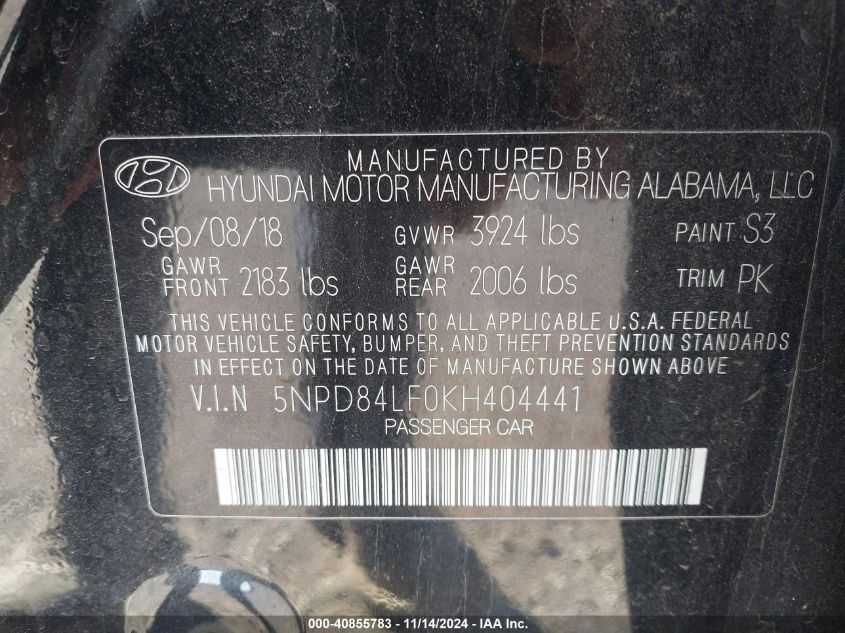 MANUFACTURED BY
HYUNDAI MOTOR MANUFACTURING ALABAMA, LLC
Sep/08/18 GVWR 3924 lbs PAINT S3
GAWR FRONT 2183 lbs GAWR REAR 2006 lbs TRIM PK
THIS VEHICLE CONFORMS TO ALL APPLICABLE U.S.A. FEDERAL
MOTOR VEHICLE SAFETY, BUMPER, AND THEFT PREVENTION STANDARDS
IN EFFECT ON THE DATE OF MANUFACTURE SHOWN ABOVE
V.I.N 5NPD84LF0KH404441
PASSENGER CAR
000-40855783 - 11/14/2024 - IAA Inc.